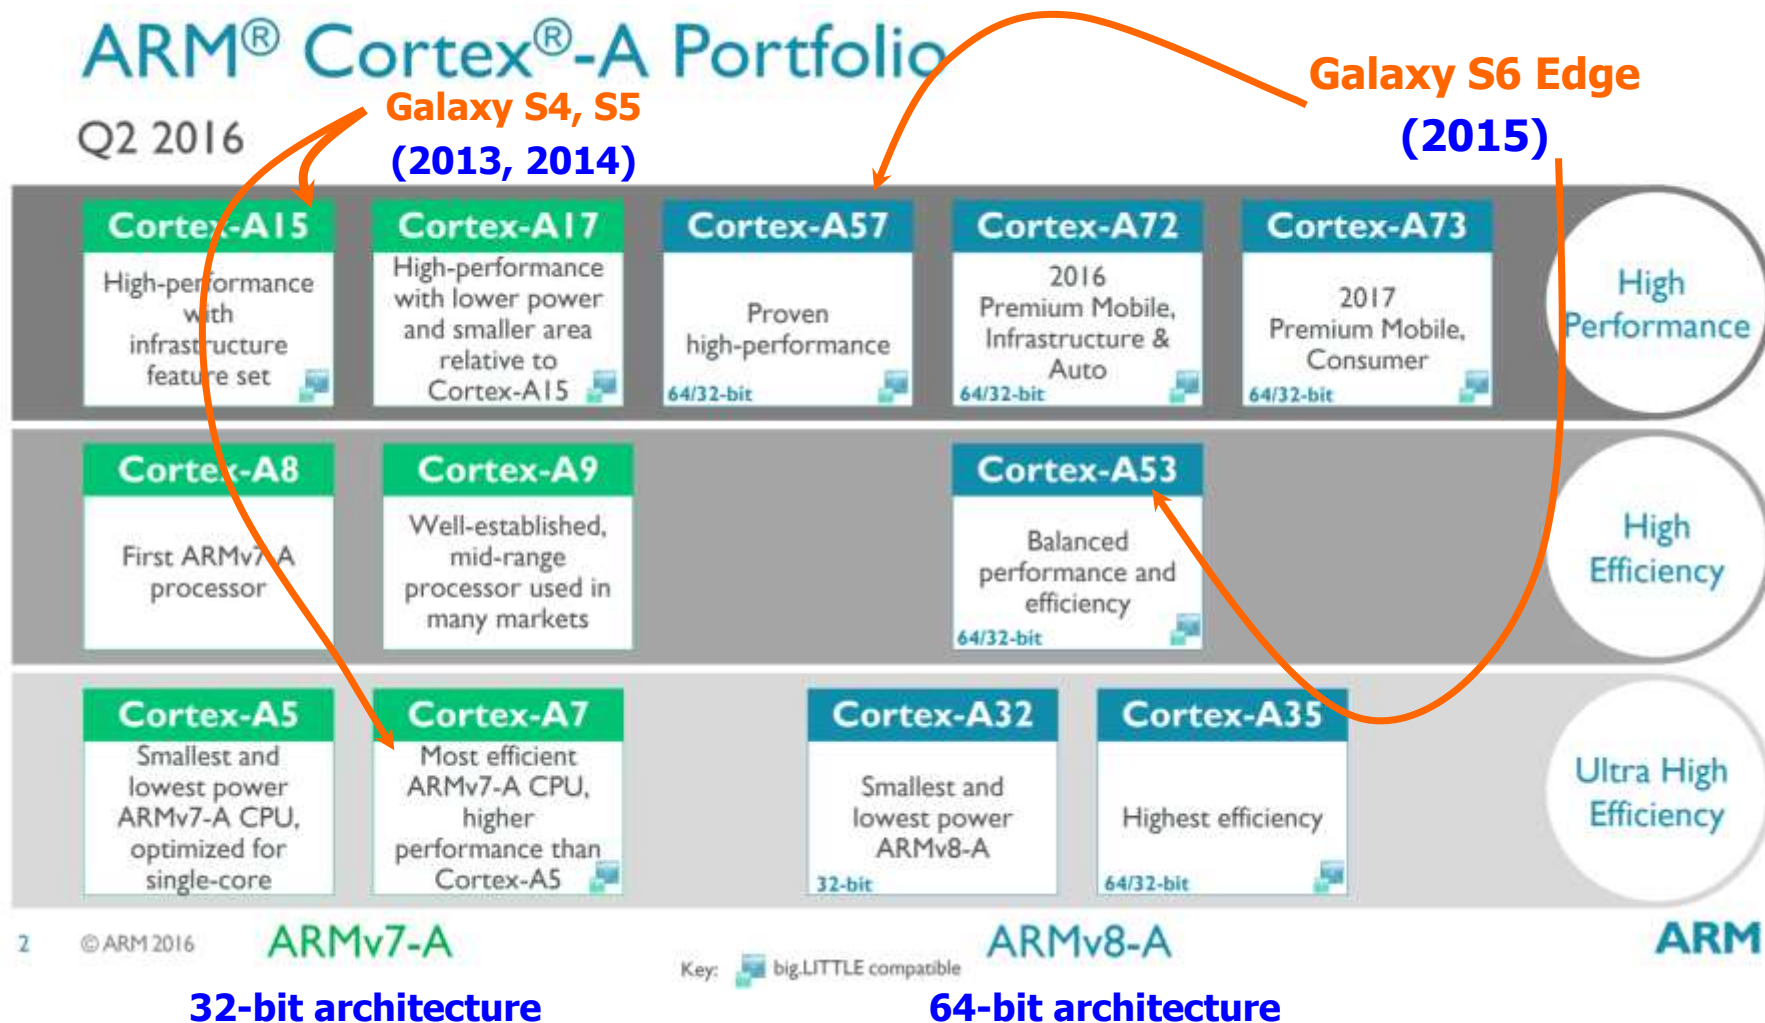 ARM® Cortex®-A Portfolio
Q2 2016
Galaxy S4, S5
(2013, 2014)
Galaxy S6 Edge
(2015)
Cortex-A15
High-performance
with
infrastructure
feature set
Cortex-A17
High-performance
with lower power
and smaller area
relative to
Cortex-A15
Cortex-A57
Proven
high-performance
64/32-bit
Cortex-A72
2016
Premium Mobile,
Infrastructure &
Auto
64/32-bit
Cortex-A73
2017
Premium Mobile,
Consumer
64/32-bit
High
Performance
Cortex-A8
First ARMv7-A
processor
Cortex-A9
Well-established,
mid-range
processor used in
many markets
Cortex-A53
Balanced
performance and
efficiency
64/32-bit
High
Efficiency
Cortex-A5
Smallest and
lowest power
ARMv7-A CPU,
optimized for
single-core
Cortex-A7
Most efficient
ARMv7-A CPU,
higher
performance than
Cortex-A5
Cortex-A32
Smallest and
lowest power
ARMv8-A
32-bit
Cortex-A35
Highest efficiency
64/32-bit
Ultra High
Efficiency
2
© ARM 2016
ARMv7-A
Key: big.LITTLE compatible
ARMv8-A
ARM
32-bit architecture
64-bit architecture